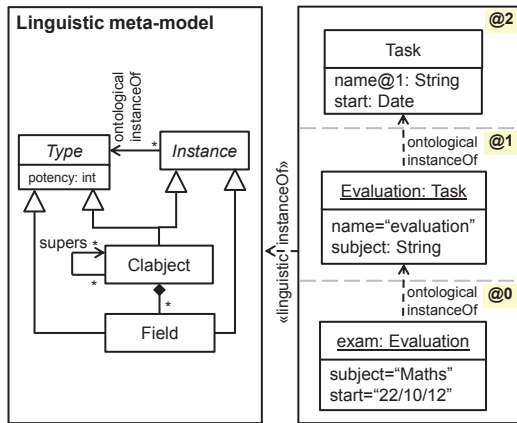 Linguistic meta-model
ontological
instanceOf
Type
potency: int
*
Instance
supers
*
*
Clabject
*
Field
«linguistic instanceOf»
@2
Task
name@1: String
start: Date
ontological
instanceOf
@1
Evaluation: Task
name=“evaluation”
subject: String
ontological
instanceOf
@0
exam: Evaluation
subject=“Maths”
start=“22/10/12”